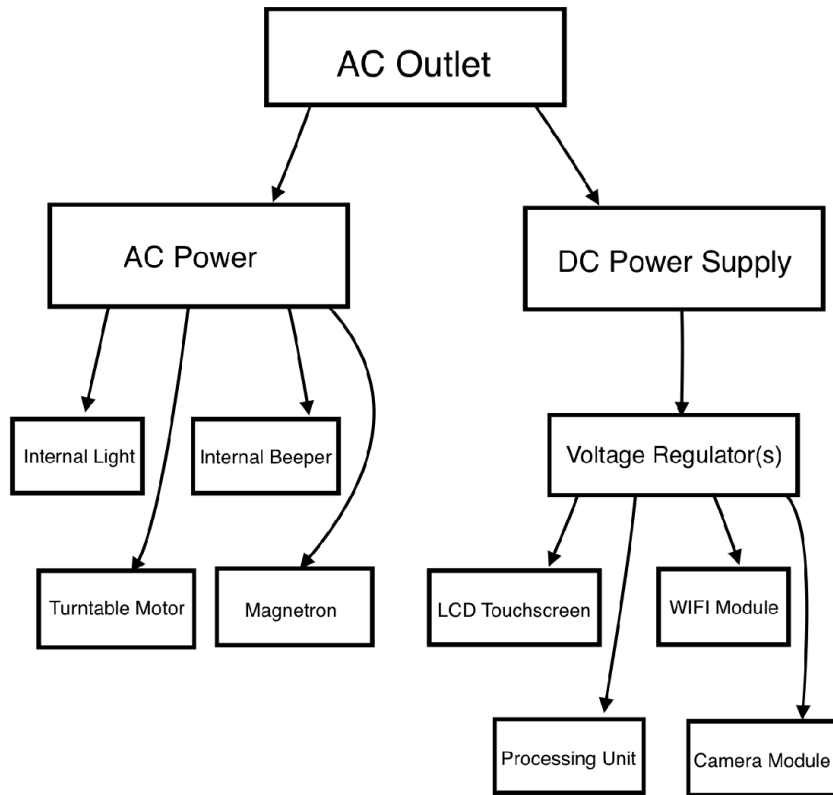 AC Outlet
AC Power
DC Power Supply
Internal Light
Internal Beeper
Voltage Regulator(s)
Turntable Motor
Magnetron
LCD Touchscreen
WIFI Module
Processing Unit
Camera Module